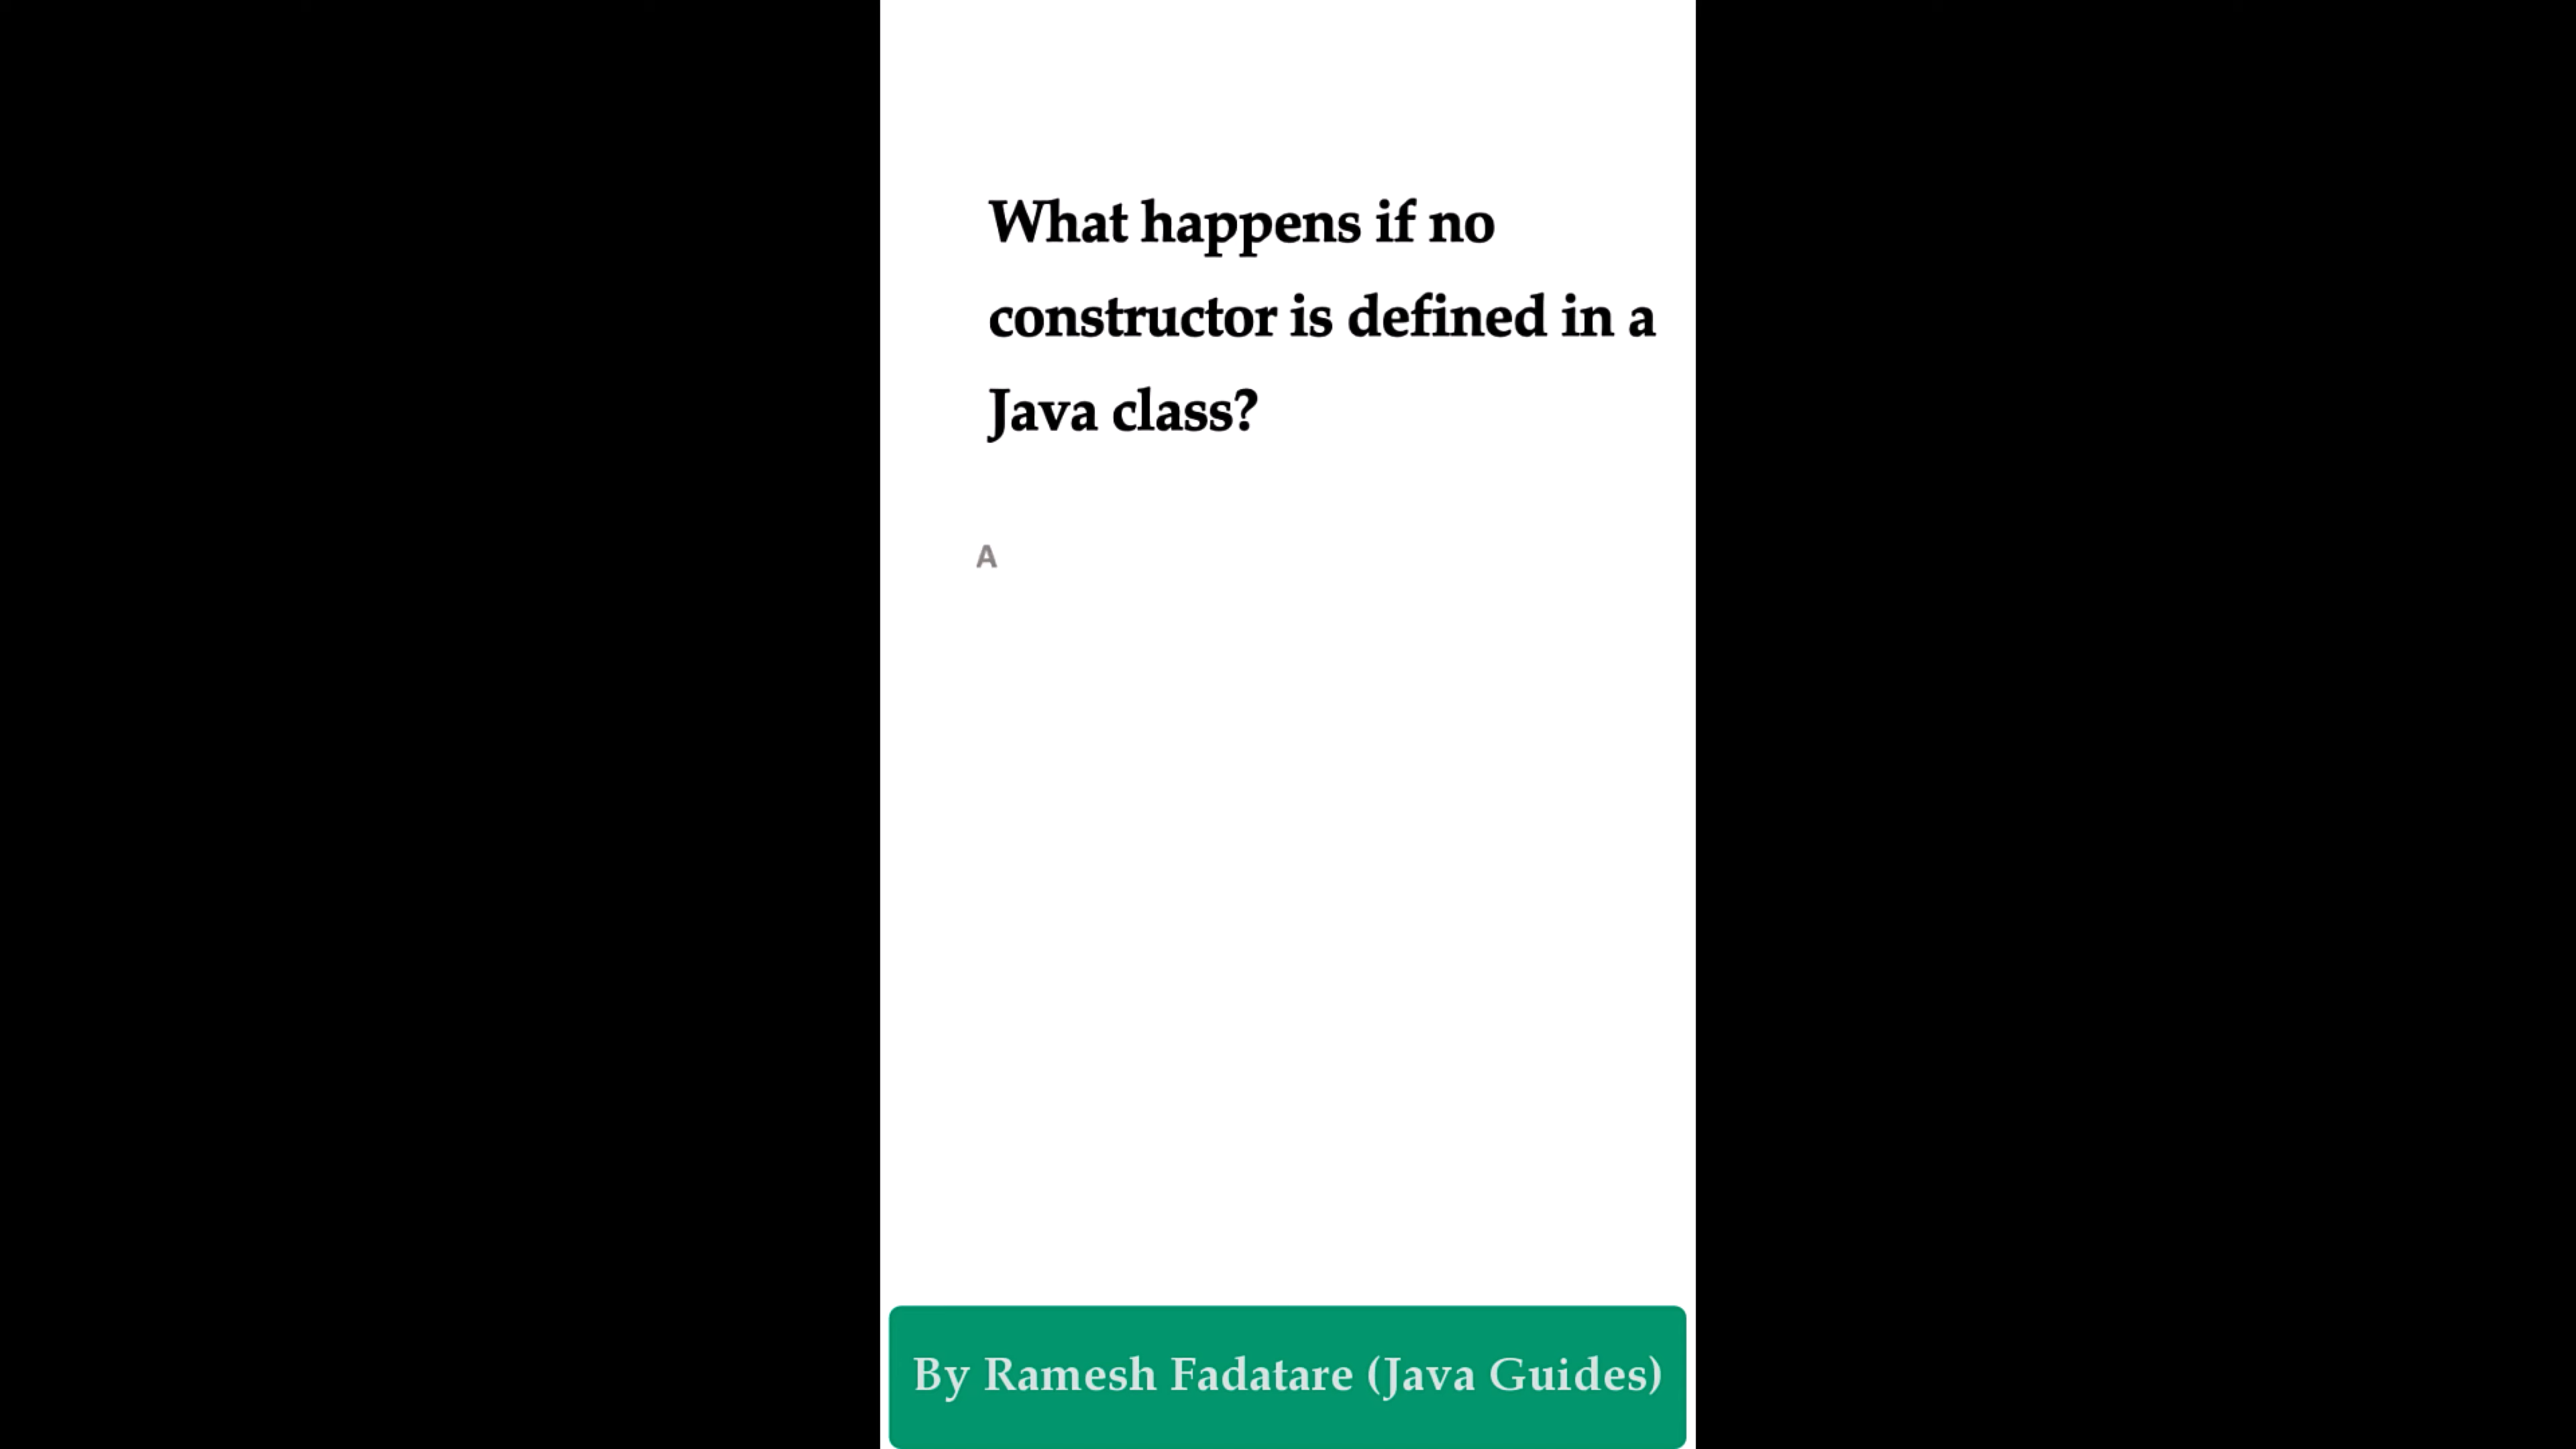 What happens if no
constructor is defined in a
Java class?
A
By Ramesh Fadatare (Java Guides)